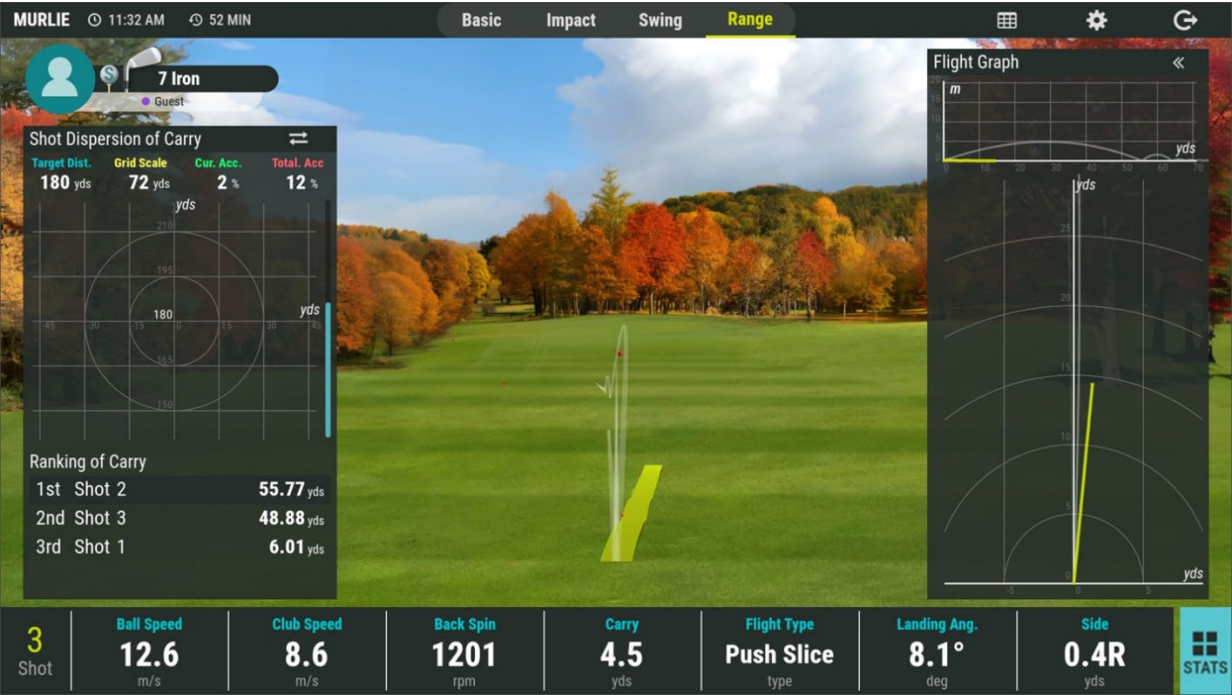 MURLIE 11:32 AM 52 MIN Basic Impact Swing Range
7 Iron
S
Guest
Shot Dispersion of Carry
Target Dist. Grid Scale Cur. Acc. Total. Acc
180 yds 72 yds 2 % 12 %
yds
210
195
180 yds
-45 -30 -15 0 15 30 45
165
150
Ranking of Carry
1st Shot 2 55.77 yds
2nd Shot 3 48.88 yds
3rd Shot 1 6.01 yds
Flight Graph
20 m
15
10
5
yds
0 0 10 20 30 40 50 60 70
yds
25
20
15
10
5
0 yds
-5 0 5
3 Shot
Ball Speed
12.6
m/s
Club Speed
8.6
m/s
Back Spin
1201
rpm
Carry
4.5
yds
Flight Type
Push Slice
type
Landing Ang.
8.1°
deg
Side
0.4R
yds
STATS